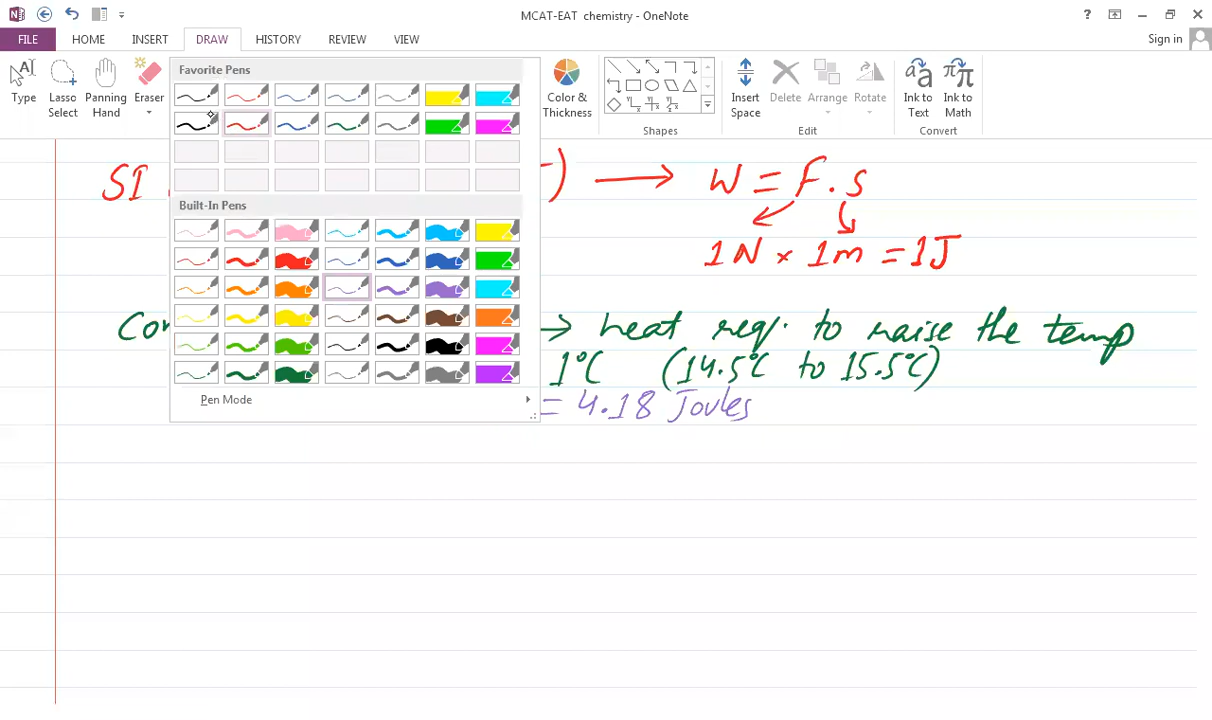 MCAT-EAT chemistry - OneNote
?
FILE HOME INSERT DRAW HISTORY REVIEW VIEW
Sign in
Type
Lasso Select
Panning Hand
Eraser
Favorite Pens
Built-In Pens
Pen Mode
Color & Thickness
Shapes
Insert Space
Delete
Arrange
Rotate
Edit
Ink to Text
Ink to Math
Convert
SI ) → W = F.S
1N × 1m = 1J
Con → heat req. to raise the temp
1°C (14.5°C to 15.5°C)
= 4.18 Joules